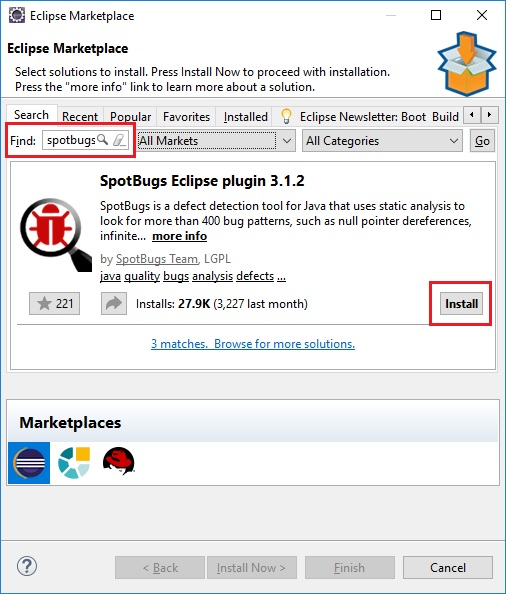 Eclipse Marketplace
Eclipse Marketplace
Select solutions to install. Press Install Now to proceed with installation.
Press the "more info" link to learn more about a solution.
Search Recent Popular Favorites Installed Eclipse Newsletter: Boot Build
Find: spotbugs All Markets All Categories Go
SpotBugs Eclipse plugin 3.1.2
SpotBugs is a defect detection tool for Java that uses static analysis to
look for more than 400 bug patterns, such as null pointer dereferences,
infinite... more info
by SpotBugs Team, LGPL
java quality bugs analysis defects ...
221 Installs: 27.9K (3,227 last month) Install
3 matches. Browse for more solutions.
Marketplaces
? < Back Install Now > Finish Cancel